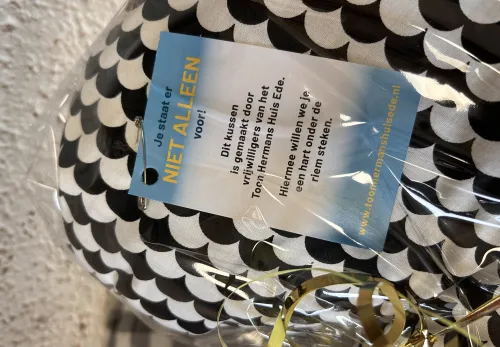 Je staat er
NIET ALLEEN
voor!
Dit kussen
is gemaakt door
vrijwilligers van het
Toon Hermans Huis Ede.
Hiermee willen we je
een hart onder de
riem steken.
www.toonhermanshuisede.nl